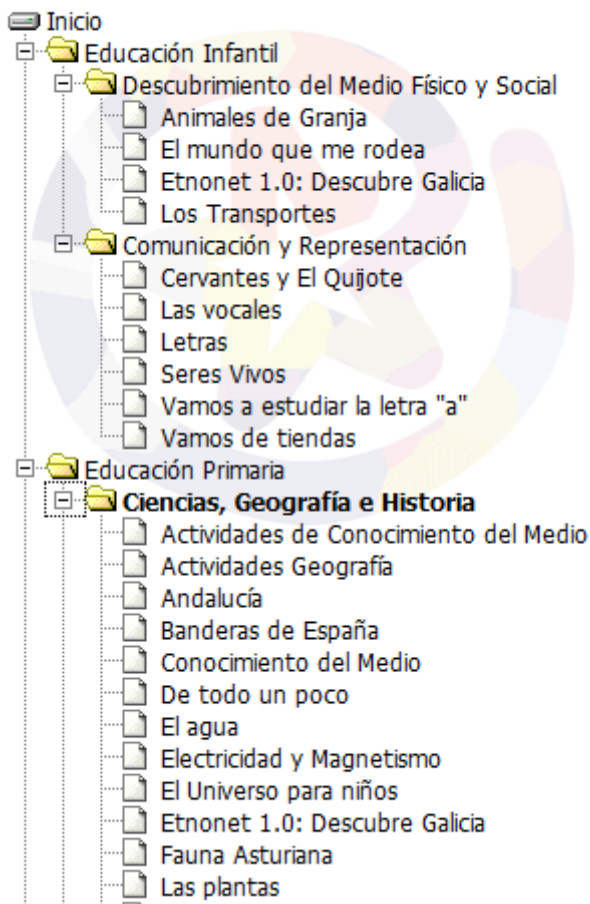 Inicio
Educación Infantil
Descubrimiento del Medio Físico y Social
Animales de Granja
El mundo que me rodea
Etnonet 1.0: Descubre Galicia
Los Transportes
Comunicación y Representación
Cervantes y El Quijote
Las vocales
Letras
Seres Vivos
Vamos a estudiar la letra "a"
Vamos de tiendas
Educación Primaria
Ciencias, Geografía e Historia
Actividades de Conocimiento del Medio
Actividades Geografía
Andalucía
Banderas de España
Conocimiento del Medio
De todo un poco
El agua
Electricidad y Magnetismo
El Universo para niños
Etnonet 1.0: Descubre Galicia
Fauna Asturiana
Las plantas